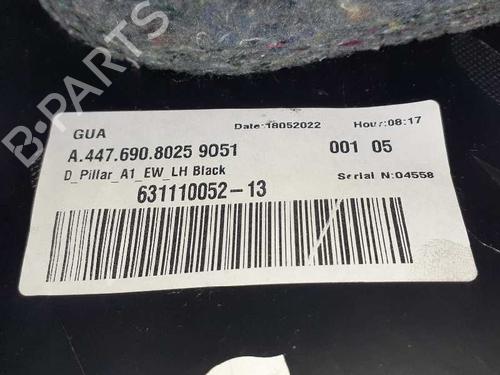 GUA Date:18052022 Hour:08:17
A.447.690.8025 9051 001 05
D_Pillar_A1_EW_LH Black Serial N:04558
631110052-13
B-PARTS